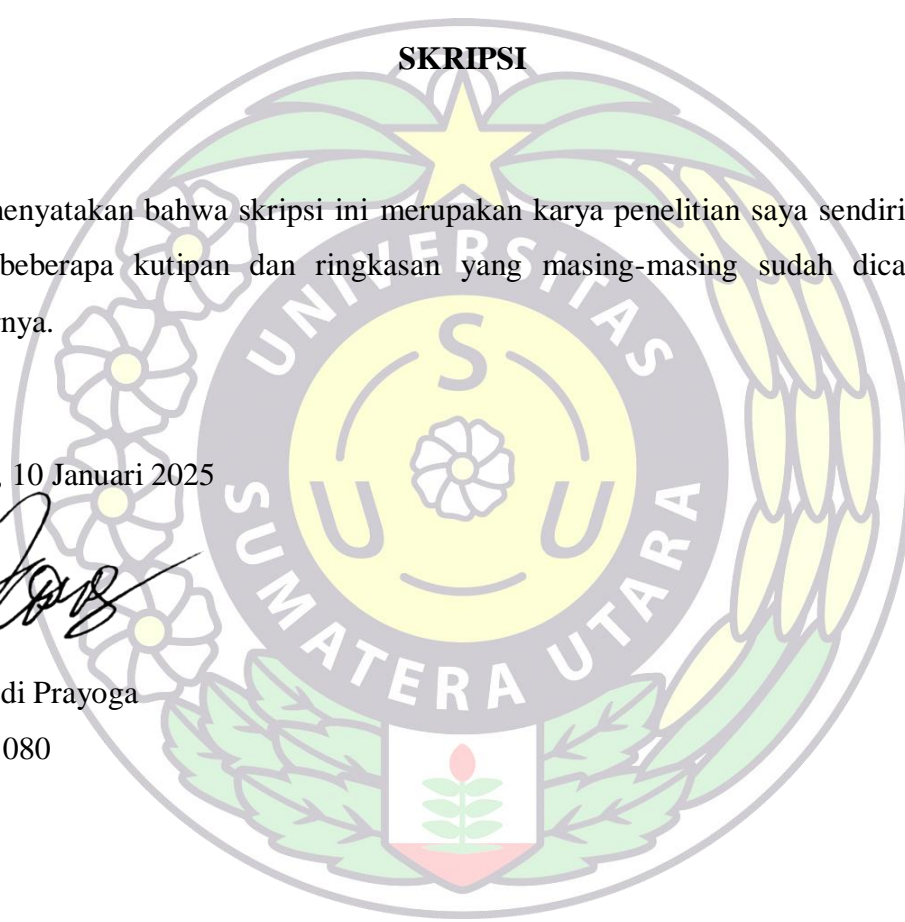 SKRIPSI
enyatakan bahwa skripsi ini merupakan karya penelitian saya sendiri
beberapa kutipan dan ringkasan yang masing-masing sudah dica
rnya.
, 10 Januari 2025
di Prayoga
080
UNIVERSITAS
SUMATERA UTARA
S
U U